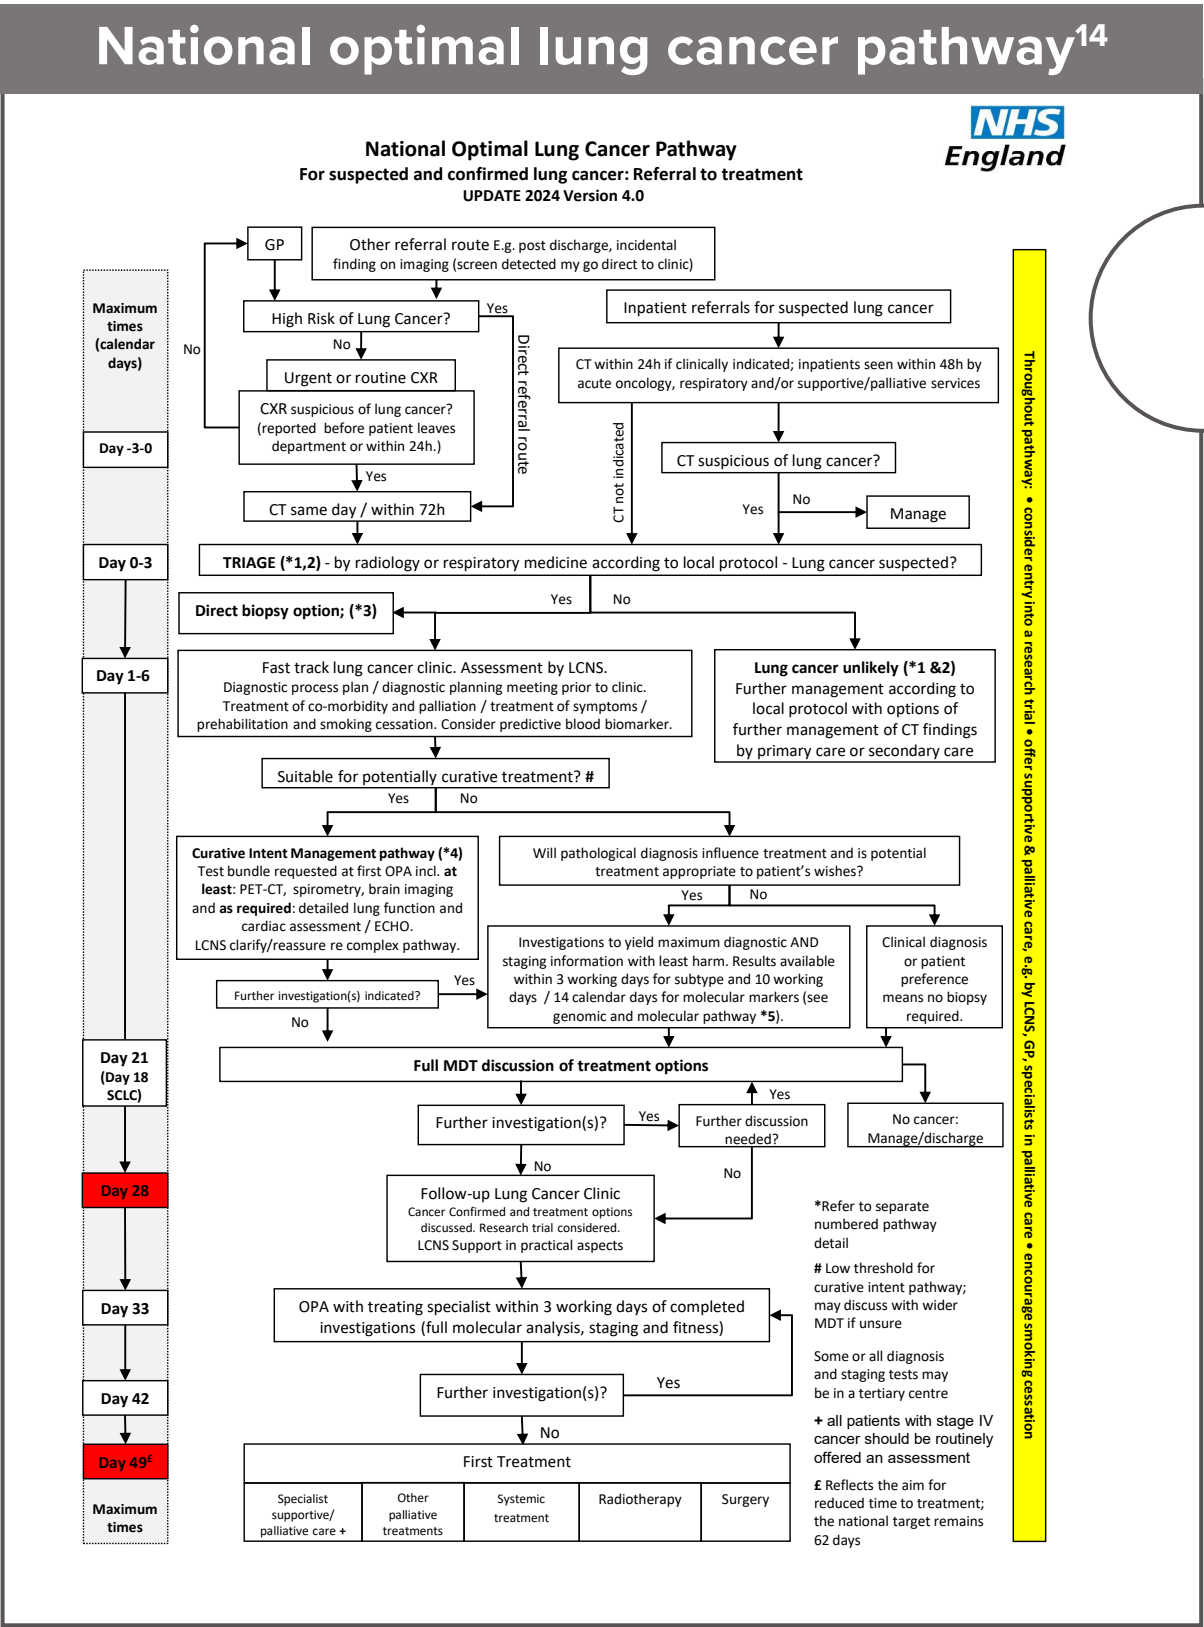 National optimal lung cancer pathway14
NHS
England
National Optimal Lung Cancer Pathway
For suspected and confirmed lung cancer: Referral to treatment
UPDATE 2024 Version 4.0
GP
Other referral route E.g. post discharge, incidental
finding on imaging (screen detected my go direct to clinic)
Maximum
times
(calendar
days)
High Risk of Lung Cancer?
Yes
No
No
Direct referral route
Urgent or routine CXR
CXR suspicious of lung cancer?
(reported before patient leaves
department or within 24h.)
Yes
CT same day / within 72h
Inpatient referrals for suspected lung cancer
CT within 24h if clinically indicated; inpatients seen within 48h by
acute oncology, respiratory and/or supportive/palliative services
CT not indicated
CT suspicious of lung cancer?
Yes
No
Manage
Day -3-0
Day 0-3
TRIAGE (*1,2) - by radiology or respiratory medicine according to local protocol - Lung cancer suspected?
Yes
No
Direct biopsy option; (*3)
Day 1-6
Fast track lung cancer clinic. Assessment by LCNS.
Diagnostic process plan / diagnostic planning meeting prior to clinic.
Treatment of co-morbidity and palliation / treatment of symptoms /
prehabilitation and smoking cessation. Consider predictive blood biomarker.
Lung cancer unlikely (*1 &2)
Further management according to
local protocol with options of
further management of CT findings
by primary care or secondary care
Suitable for potentially curative treatment? #
Yes
No
Curative Intent Management pathway (*4)
Test bundle requested at first OPA incl. at
least: PET-CT, spirometry, brain imaging
and as required: detailed lung function and
cardiac assessment / ECHO.
LCNS clarify/reassure re complex pathway.
Will pathological diagnosis influence treatment and is potential
treatment appropriate to patient's wishes?
Yes
No
Further investigation(s) indicated?
Yes
No
Investigations to yield maximum diagnostic AND
staging information with least harm. Results available
within 3 working days for subtype and 10 working
days / 14 calendar days for molecular markers (see
genomic and molecular pathway *5).
Clinical diagnosis
or patient
preference
means no biopsy
required.
Day 21
(Day 18
SCLC)
Full MDT discussion of treatment options
Further investigation(s)?
Yes
Further discussion
needed?
Yes
No
No
No cancer:
Manage/discharge
Day 28
Follow-up Lung Cancer Clinic
Cancer Confirmed and treatment options
discussed. Research trial considered.
LCNS Support in practical aspects
Day 33
OPA with treating specialist within 3 working days of completed
investigations (full molecular analysis, staging and fitness)
Day 42
Further investigation(s)?
Yes
No
Day 49£
First Treatment
Specialist
supportive/
palliative care +
Other
palliative
treatments
Systemic
treatment
Radiotherapy
Surgery
Maximum
times
*Refer to separate
numbered pathway
detail
# Low threshold for
curative intent pathway;
may discuss with wider
MDT if unsure
Some or all diagnosis
and staging tests may
be in a tertiary centre
+ all patients with stage IV
cancer should be routinely
offered an assessment
£ Reflects the aim for
reduced time to treatment;
the national target remains
62 days
Throughout pathway: • consider entry into a research trial • offer supportive & palliative care, e.g. by LCNS, GP, specialists in palliative care • encourage smoking cessation